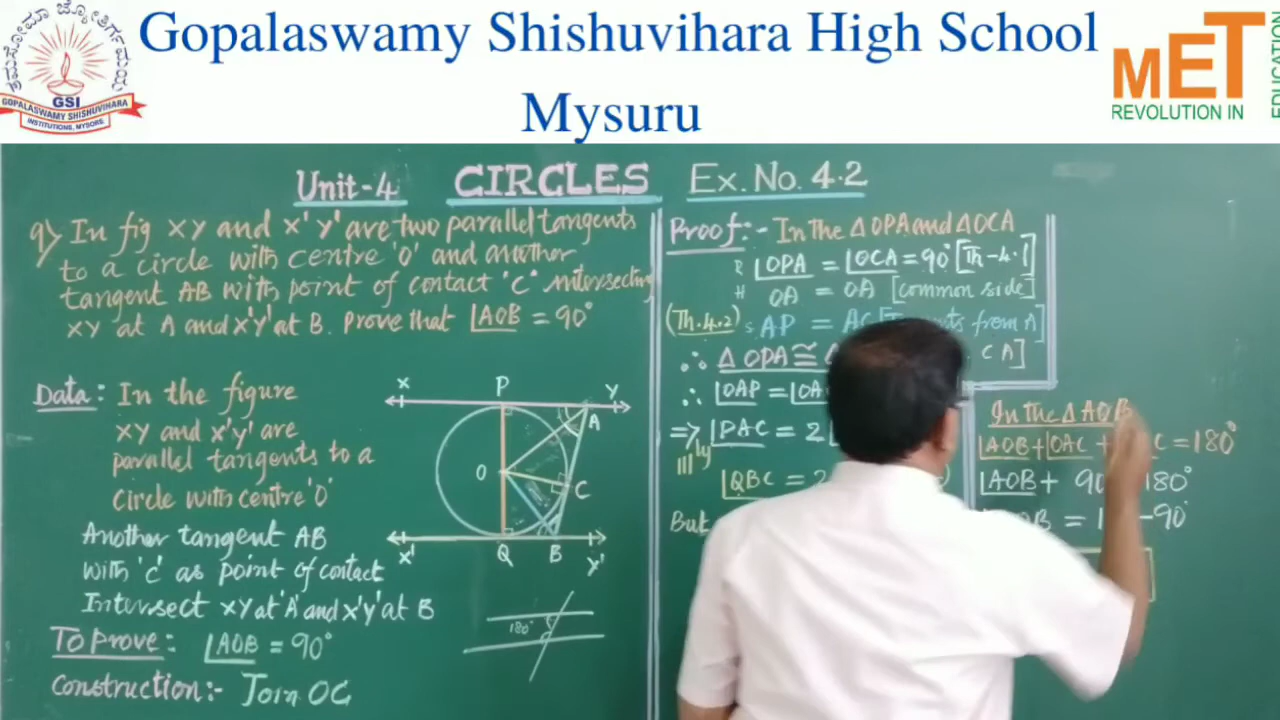 Gopalaswamy Shishuvihara High School
Mysuru
GSI
GOPALASWAMY SHISHUVIHARA
INSTITUTIONS, MYSORE
MET
REVOLUTION IN
EDUCATION
Unit-4 CIRCLES Ex. No. 4.2
9) In fig XY and X'Y' are two parallel tangents
to a circle with centre 'O' and another
tangent AB with point of contact 'C' intersecting
XY at A and X'Y' at B. Prove that ∠AOB = 90°
Data: In the figure
XY and X'Y' are
parallel tangents to a
Circle with centre 'O'
Another tangent AB
with 'C' as point of contact
Intersect XY at 'A' and X'Y' at B
To prove: ∠AOB = 90°
Construction:- Join OC
X P Y
A
O
C
X' Q B Y'
180°
Proof:- In the △OPA and △OCA
R ∠OPA = ∠OCA = 90° [Th-4.1]
H OA = OA [common side]
(Th.4.2) S AP = AC from A]
∴ △OPA ≅
∴ ∠OAP =
⇒ ∠PAC = 2
|||ly
∠QBC = 2
But
In the △AOB
∠AOB + ∠OAC + = 180°
∠AOB + 180°
= -90°